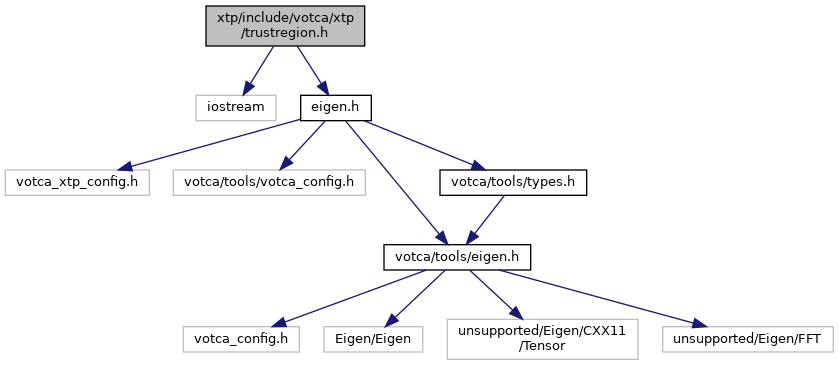 xtp/include/votca/xtp
/trustregion.h
iostream
eigen.h
votca_xtp_config.h
votca/tools/votca_config.h
votca/tools/types.h
votca/tools/eigen.h
votca_config.h
Eigen/Eigen
unsupported/Eigen/CXX11
/Tensor
unsupported/Eigen/FFT